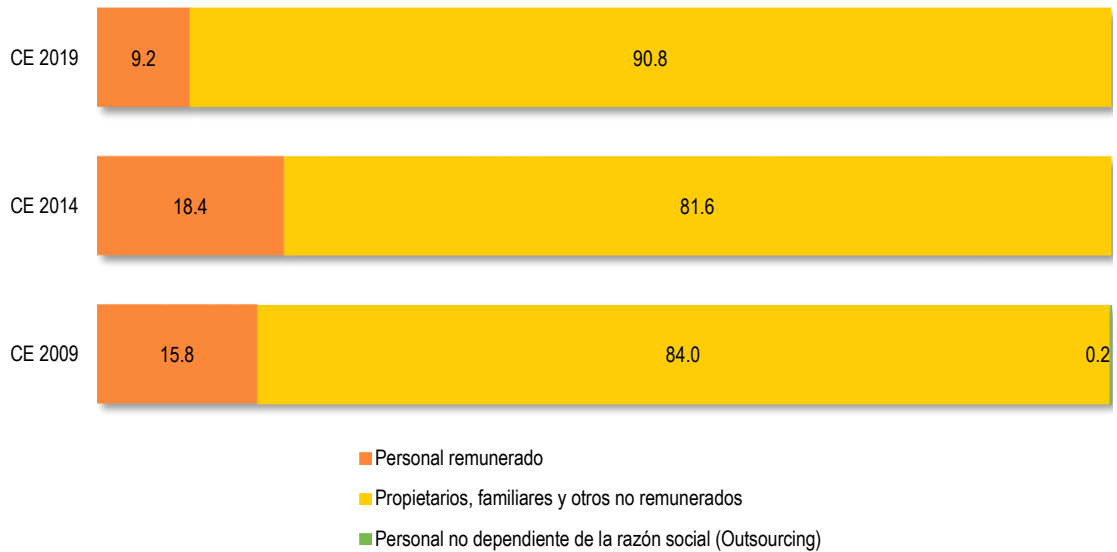 CE 2019 9.2 90.8
CE 2014 18.4 81.6
CE 2009 15.8 84.0 0.2
Personal remunerado
Propietarios, familiares y otros no remunerados
Personal no dependiente de la razón social (Outsourcing)